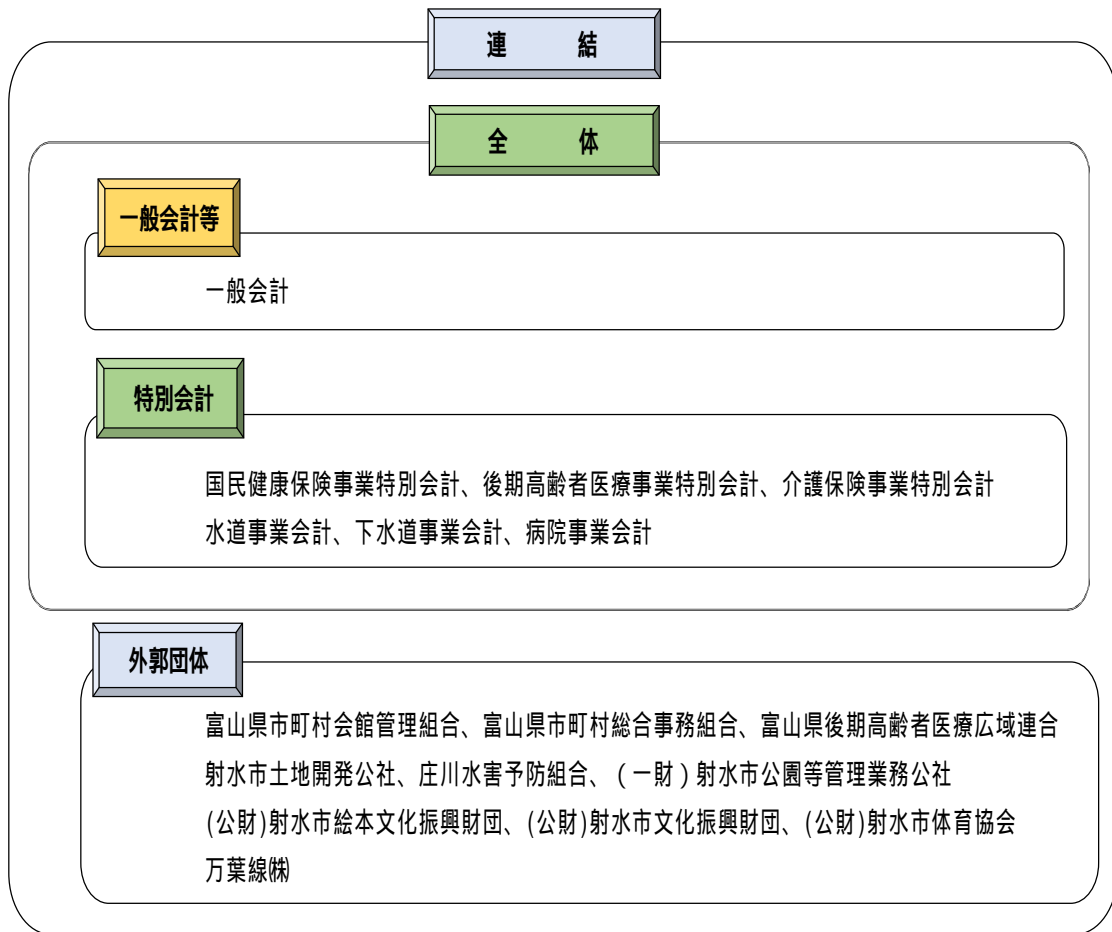 連　　結
全　　体
一般会計等
一般会計
特別会計
国民健康保険事業特別会計、後期高齢者医療事業特別会計、介護保険事業特別会計
水道事業会計、下水道事業会計、病院事業会計
外郭団体
富山県市町村会館管理組合、富山県市町村総合事務組合、富山県後期高齢者医療広域連合
射水市土地開発公社、庄川水害予防組合、（一財）射水市公園等管理業務公社
(公財)射水市絵本文化振興財団、(公財)射水市文化振興財団、(公財)射水市体育協会
万葉線㈱